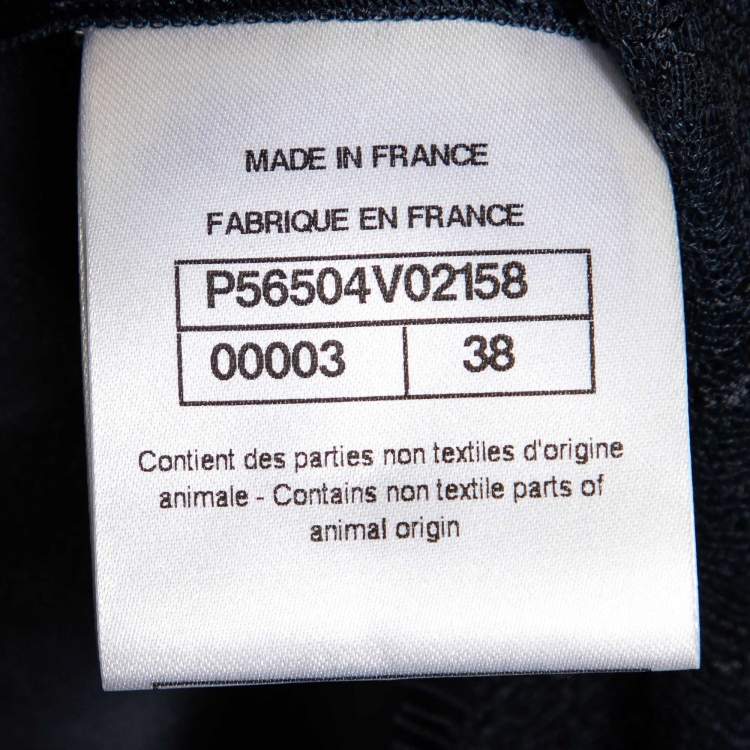 MADE IN FRANCE
FABRIQUE EN FRANCE
P56504V02158
00003 38
Contient des parties non textiles d'origine
animale - Contains non textile parts of
animal origin